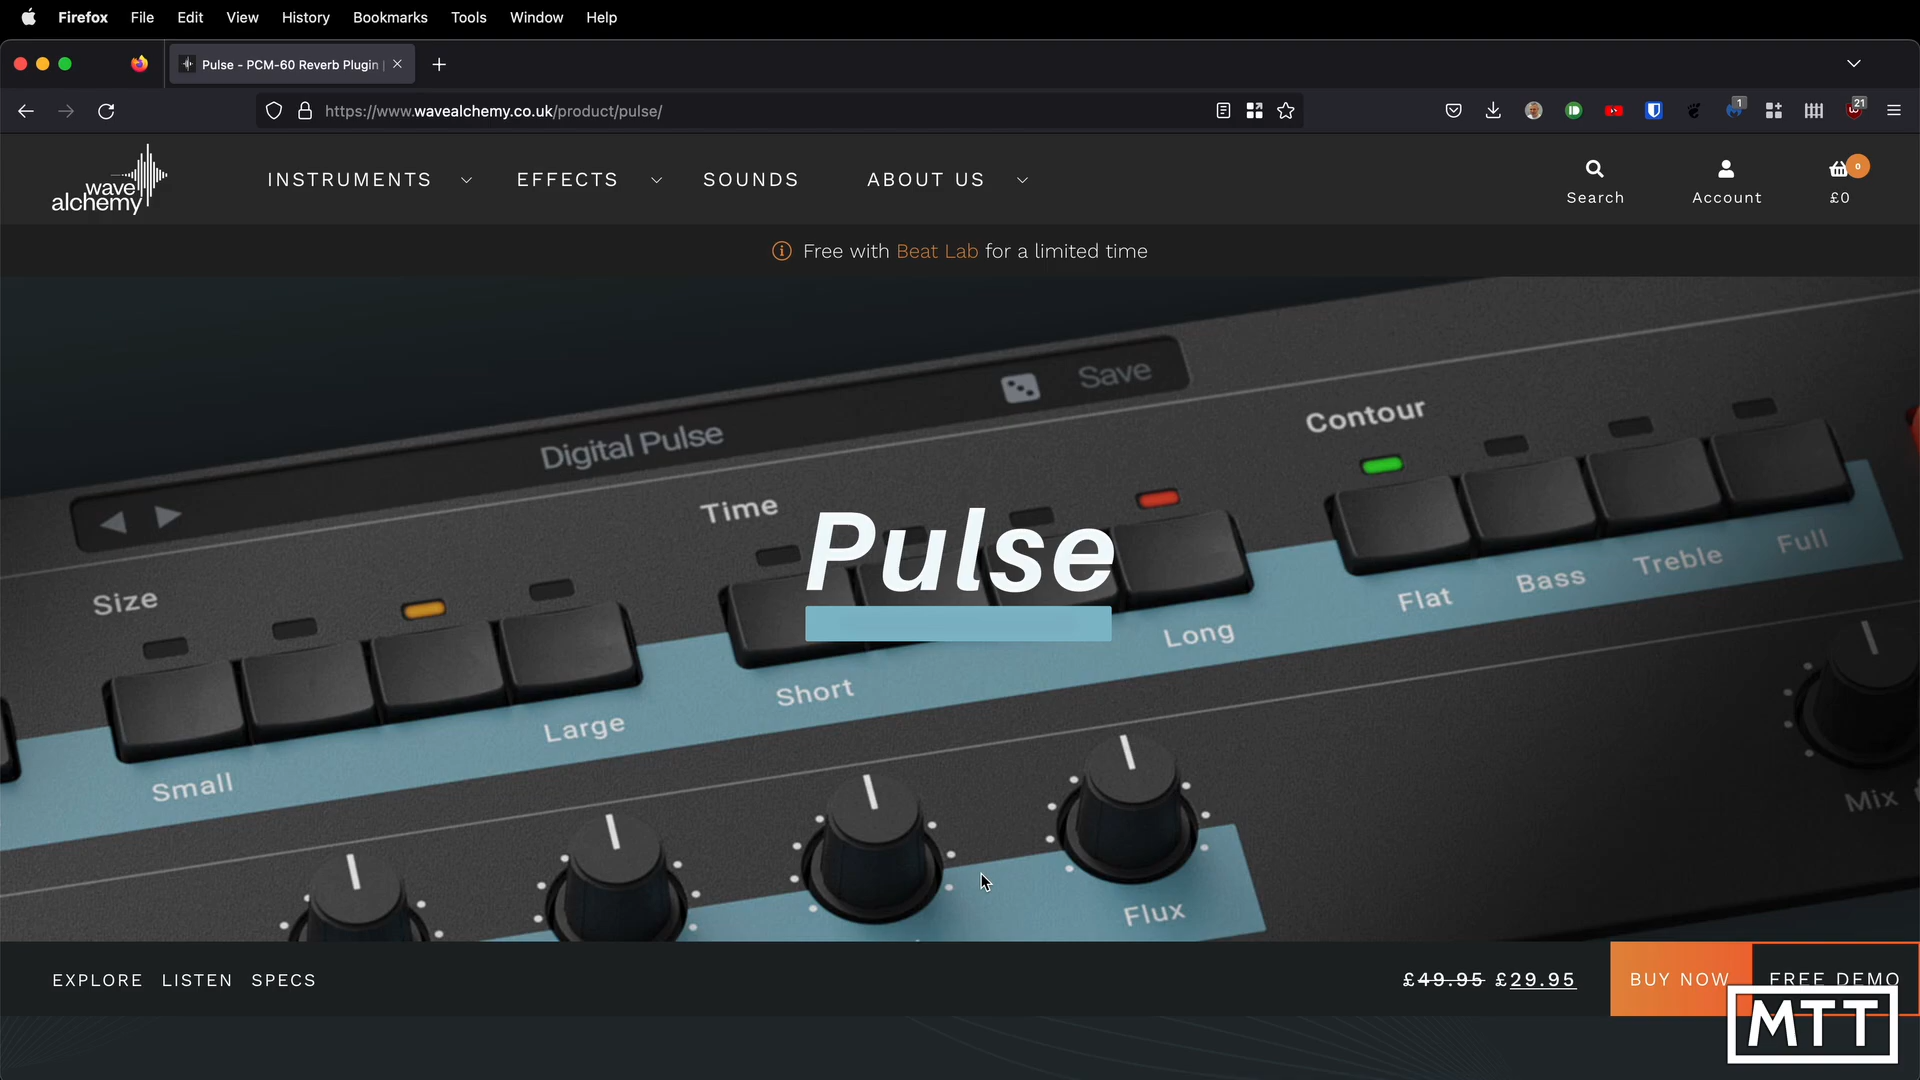 Firefox File Edit View History Bookmarks Tools Window Help
Pulse - PCM-60 Reverb Plugin |
https://www.wavealchemy.co.uk/product/pulse/
1
21
wave
alchemy
INSTRUMENTS EFFECTS SOUNDS ABOUT US
Search Account £0
0
Free with Beat Lab for a limited time
Save
Digital Pulse
Contour
Time
Pulse
Size
Flat Bass Treble Full
Long
Short
Large
Small
Mix
Flux
EXPLORE LISTEN SPECS
£49.95 £29.95
BUY NOW FREE DEMO
MTT